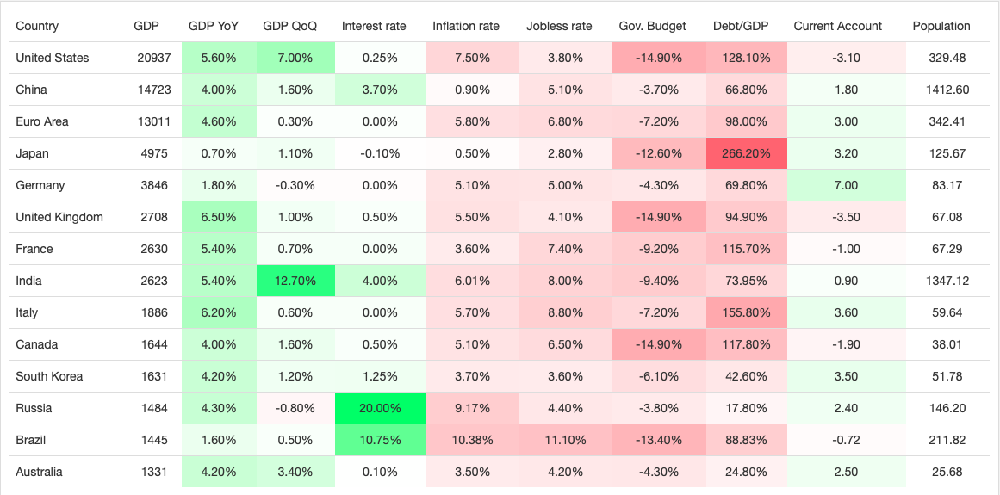 Country GDP GDP YoY GDP QoQ Interest rate Inflation rate Jobless rate Gov. Budget Debt/GDP Current Account Population
United States 20937 5.60% 7.00% 0.25% 7.50% 3.80% -14.90% 128.10% -3.10 329.48
China 14723 4.00% 1.60% 3.70% 0.90% 5.10% -3.70% 66.80% 1.80 1412.60
Euro Area 13011 4.60% 0.30% 0.00% 5.80% 6.80% -7.20% 98.00% 3.00 342.41
Japan 4975 0.70% 1.10% -0.10% 0.50% 2.80% -12.60% 266.20% 3.20 125.67
Germany 3846 1.80% -0.30% 0.00% 5.10% 5.00% -4.30% 69.80% 7.00 83.17
United Kingdom 2708 6.50% 1.00% 0.50% 5.50% 4.10% -14.90% 94.90% -3.50 67.08
France 2630 5.40% 0.70% 0.00% 3.60% 7.40% -9.20% 115.70% -1.00 67.29
India 2623 5.40% 12.70% 4.00% 6.01% 8.00% -9.40% 73.95% 0.90 1347.12
Italy 1886 6.20% 0.60% 0.00% 5.70% 8.80% -7.20% 155.80% 3.60 59.64
Canada 1644 4.00% 1.60% 0.50% 5.10% 6.50% -14.90% 117.80% -1.90 38.01
South Korea 1631 4.20% 1.20% 1.25% 3.70% 3.60% -6.10% 42.60% 3.50 51.78
Russia 1484 4.30% -0.80% 20.00% 9.17% 4.40% -3.80% 17.80% 2.40 146.20
Brazil 1445 1.60% 0.50% 10.75% 10.38% 11.10% -13.40% 88.83% -0.72 211.82
Australia 1331 4.20% 3.40% 0.10% 3.50% 4.20% -4.30% 24.80% 2.50 25.68